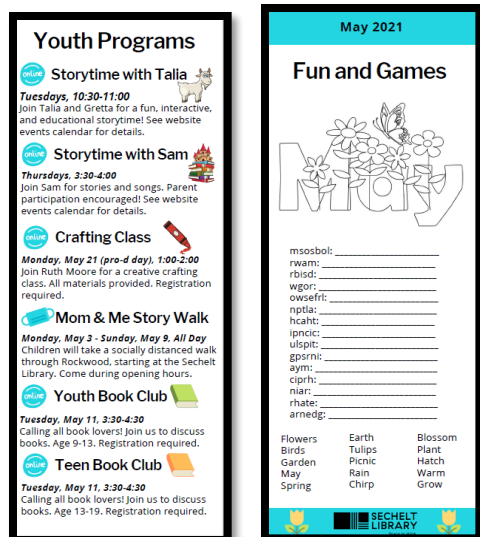 Youth Programs
online
Storytime with Talia
Tuesdays, 10:30-11:00
Join Talia and Gretta for a fun, interactive,
and educational storytime! See website
events calendar for details.
online
Storytime with Sam
Thursdays, 3:30-4:00
Join Sam for stories and songs. Parent
participation encouraged! See website
events calendar for details.
online
Crafting Class
Monday, May 21 (pro-d day), 1:00-2:00
Join Ruth Moore for a creative crafting
class. All materials provided. Registration
required.
Mom & Me Story Walk
Monday, May 3 - Sunday, May 9, All Day
Children will take a socially distanced walk
through Rockwood, starting at the Sechelt
Library. Come during opening hours.
online
Youth Book Club
Tuesday, May 11, 3:30-4:30
Calling all book lovers! Join us to discuss
books. Age 9-13. Registration required.
online
Teen Book Club
Tuesday, May 11, 3:30-4:30
Calling all book lovers! Join us to discuss
books. Age 13-19. Registration required.
May 2021
Fun and Games
May
msosbol:
rwam:
rbisd:
wgor:
owsefrl:
nptla:
hcaht:
ipncic:
ulspit:
gpsrni:
aym:
ciprh:
niar:
rhate:
arnedg:
Flowers Earth Blossom
Birds Tulips Plant
Garden Picnic Hatch
May Rain Warm
Spring Chirp Grow
SECHELT
LIBRARY